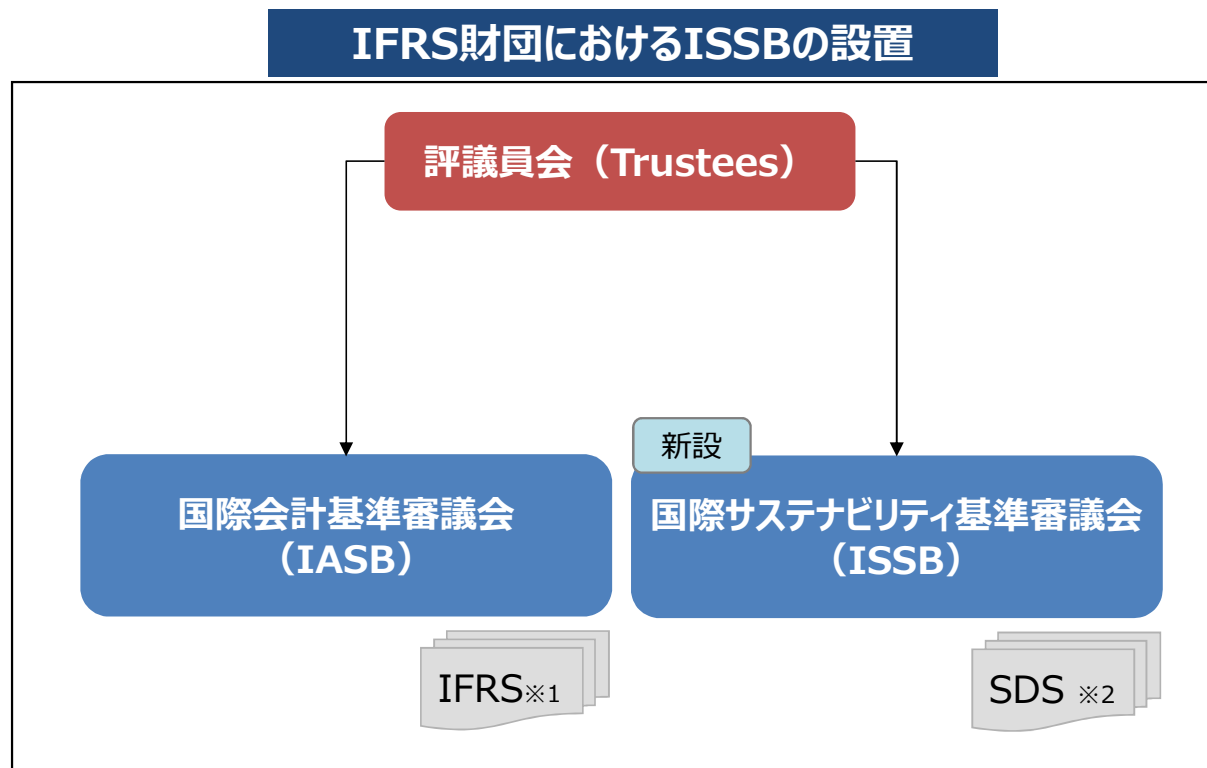 IFRS財団におけるISSBの設置
評議員会（Trustees）
新設
国際会計基準審議会
（IASB）
国際サステナビリティ基準審議会
（ISSB）
IFRS※1
SDS ※2